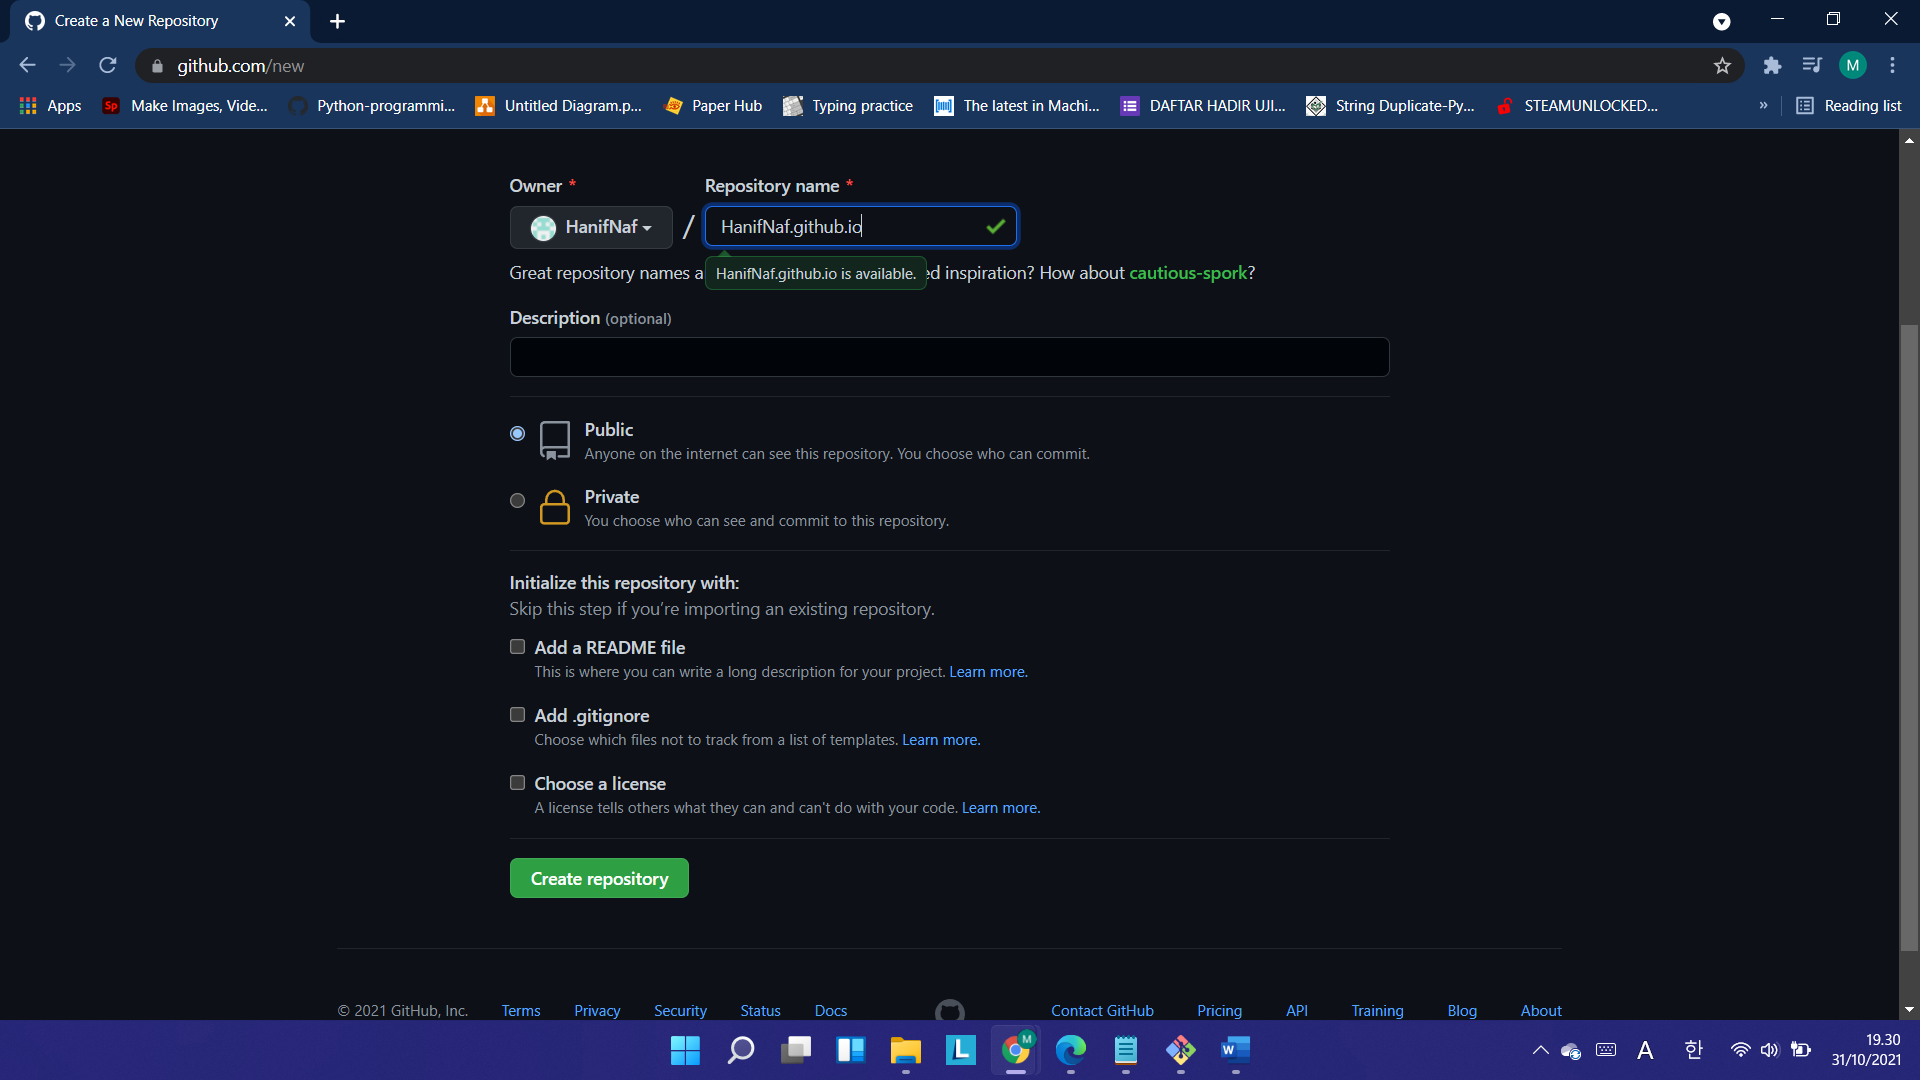 Create a New Repository
github.com/new
M
Apps
Sp
Make Images, Vide...
Python-programmi...
Untitled Diagram.p...
Paper Hub
Typing practice
The latest in Machi...
DAFTAR HADIR UJI...
String Duplicate-Py...
STEAMUNLOCKED...
»
Reading list
Owner *
Repository name *
HanifNaf
/
HanifNaf.github.io
Great repository names a
HanifNaf.github.io is available.
ed inspiration? How about cautious-spork?
Description (optional)
Public
Anyone on the internet can see this repository. You choose who can commit.
Private
You choose who can see and commit to this repository.
Initialize this repository with:
Skip this step if you’re importing an existing repository.
Add a README file
This is where you can write a long description for your project. Learn more.
Add .gitignore
Choose which files not to track from a list of templates. Learn more.
Choose a license
A license tells others what they can and can't do with your code. Learn more.
Create repository
© 2021 GitHub, Inc.
Terms
Privacy
Security
Status
Docs
Contact GitHub
Pricing
API
Training
Blog
About
L
M
W
A
한
19.30
31/10/2021